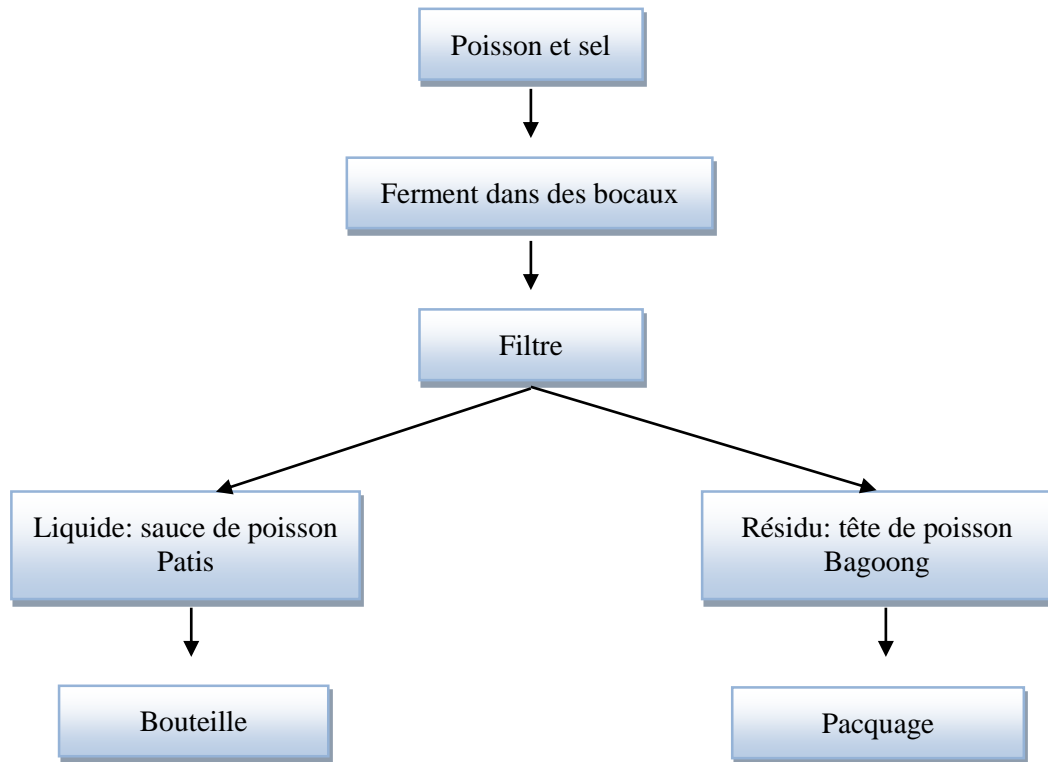 Poisson et sel
Ferment dans des bocaux
Filtre
Liquide: sauce de poisson
Patis
Résidu: tête de poisson
Bagoong
Bouteille
Pacquage